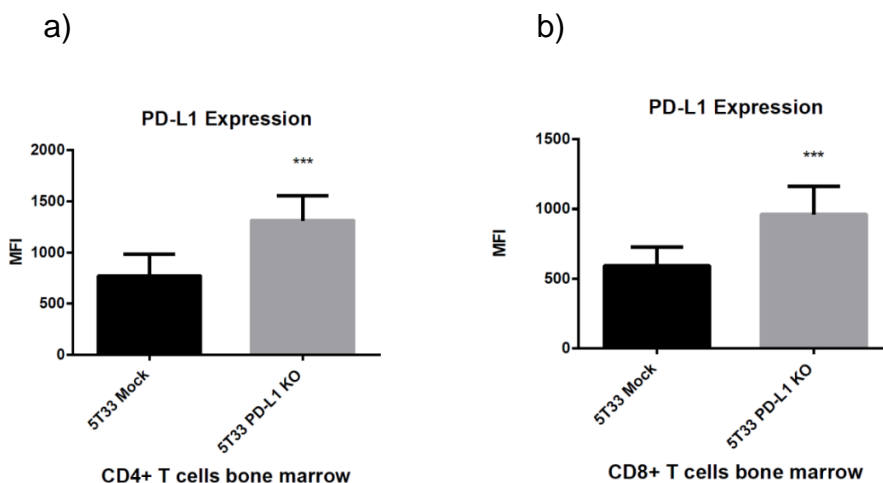 a)
PD-L1 Expression
2000
1500
1000
500
0
MFI
***
5T33 Mock
5T33 PD-L1 KO
CD4+ T cells bone marrow
b)
PD-L1 Expression
1500
1000
500
0
MFI
***
5T33 Mock
5T33 PD-L1 KO
CD8+ T cells bone marrow